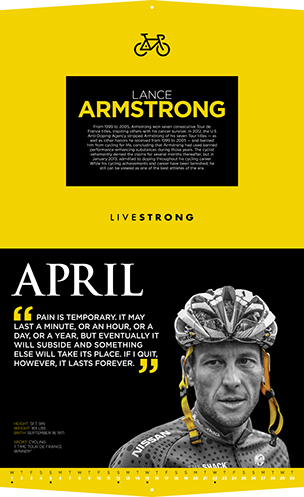 LANCE
ARMSTRONG
From 1999 to 2005, Armstrong won seven consecutive Tour de
France titles, inspiring others with his cancer survival. In 2012, the U.S.
Anti-Doping Agency stripped Armstrong of his seven Tour titles — as
well as other honors he received from 1999 to 2005 — and banned
him from cycling for life, concluding that Armstrong had used banned
performance-enhancing substances during those years. The cyclist
vehemently denied the claims for several months thereafter, but in
January 2013, admitted to doping throughout his cycling career.
While his cycling achievements and career have been blemished, he
still can be viewed as one of the best athletes of the era.
LIVESTRONG
APRIL
“ PAIN IS TEMPORARY. IT MAY
LAST A MINUTE, OR AN HOUR, OR A
DAY, OR A YEAR, BUT EVENTUALLY IT
WILL SUBSIDE AND SOMETHING
ELSE WILL TAKE ITS PLACE. IF I QUIT,
HOWEVER, IT LASTS FOREVER. ”
HEIGHT: 5FT 9IN
WEIGHT: 165 LBS
BIRTH: SEPTEMBER 18, 1971
SPORT: CYCLING
7 TIME TOUR DE FRANCE
WINNER*
NISSAN
SHACK
W T F S S M T W T F S S M T W T F S S M T W T F S S M T W T